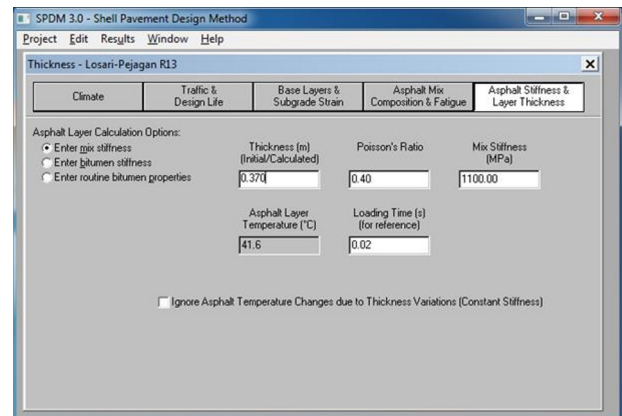 SPDM 3.0 - Shell Pavement Design Method
Project Edit Results Window Help
Thickness - Losari-Pejagan R13
Climate
Traffic &
Design Life
Base Layers &
Subgrade Strain
Asphalt Mix
Composition & Fatigue
Asphalt Stiffness &
Layer Thickness
Asphalt Layer Calculation Options:
Enter mix stiffness
Enter bitumen stiffness
Enter routine bitumen properties
Thickness (m)
(Initial/Calculated)
0.370
Poisson's Ratio
0.40
Mix Stiffness
(MPa)
1100.00
Asphalt Layer
Temperature (°C)
41.6
Loading Time (s)
(for reference)
0.02
Ignore Asphalt Temperature Changes due to Thickness Variations (Constant Stiffness)